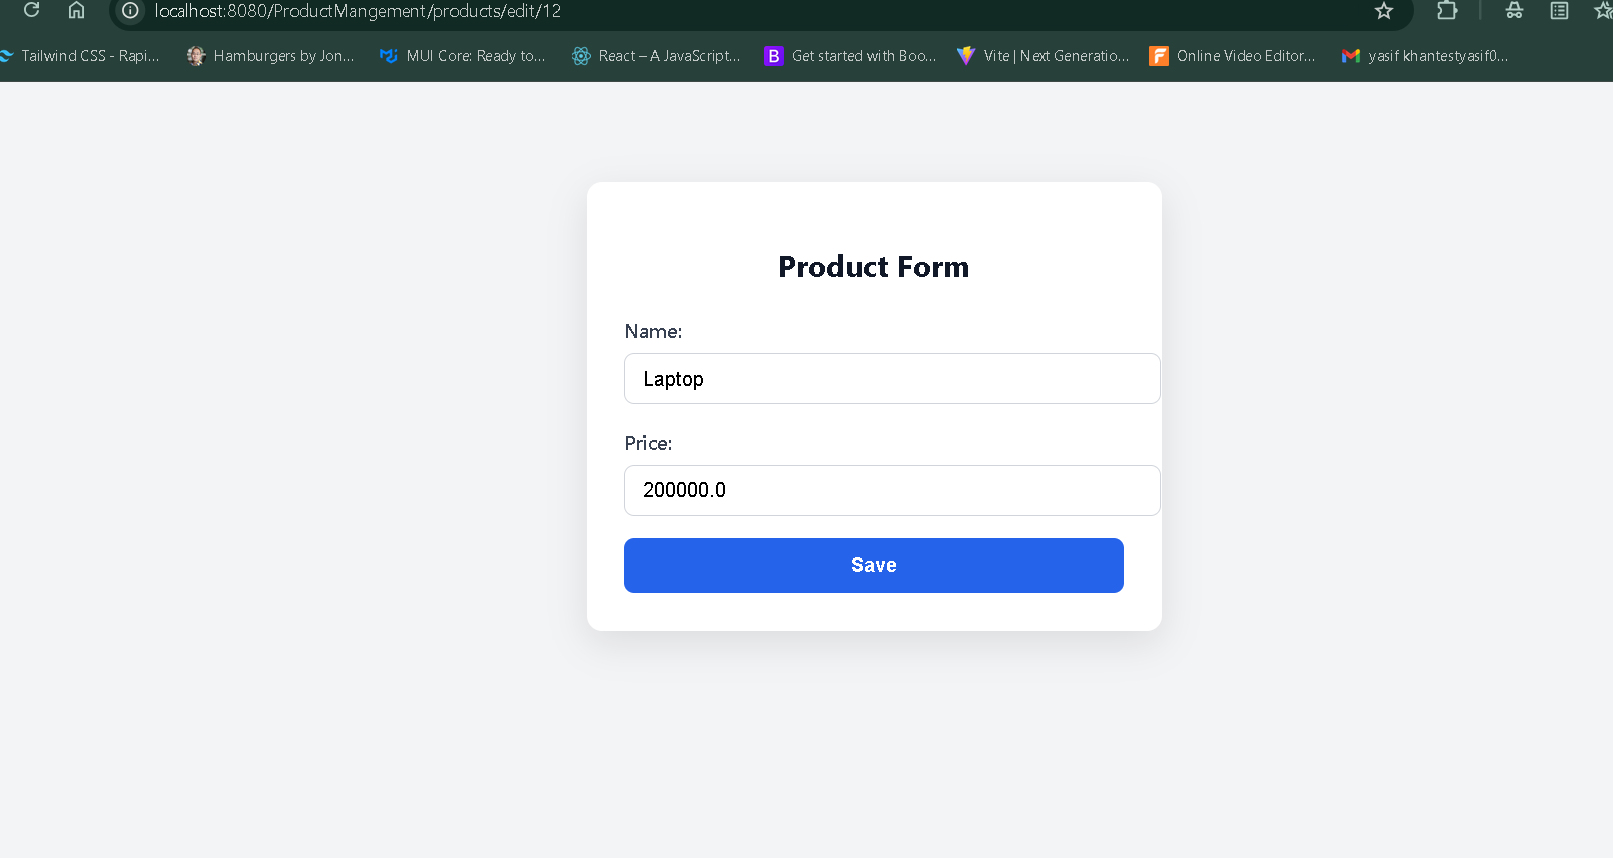 localhost:8080/ProductMangement/products/edit/12
Tailwind CSS - Rapi... Hamburgers by Jon... MUI Core: Ready to... React – A JavaScript... Get started with Boo... Vite | Next Generatio... Online Video Editor... yasif khantestyasif0...
Product Form
Name:
Laptop
Price:
200000.0
Save